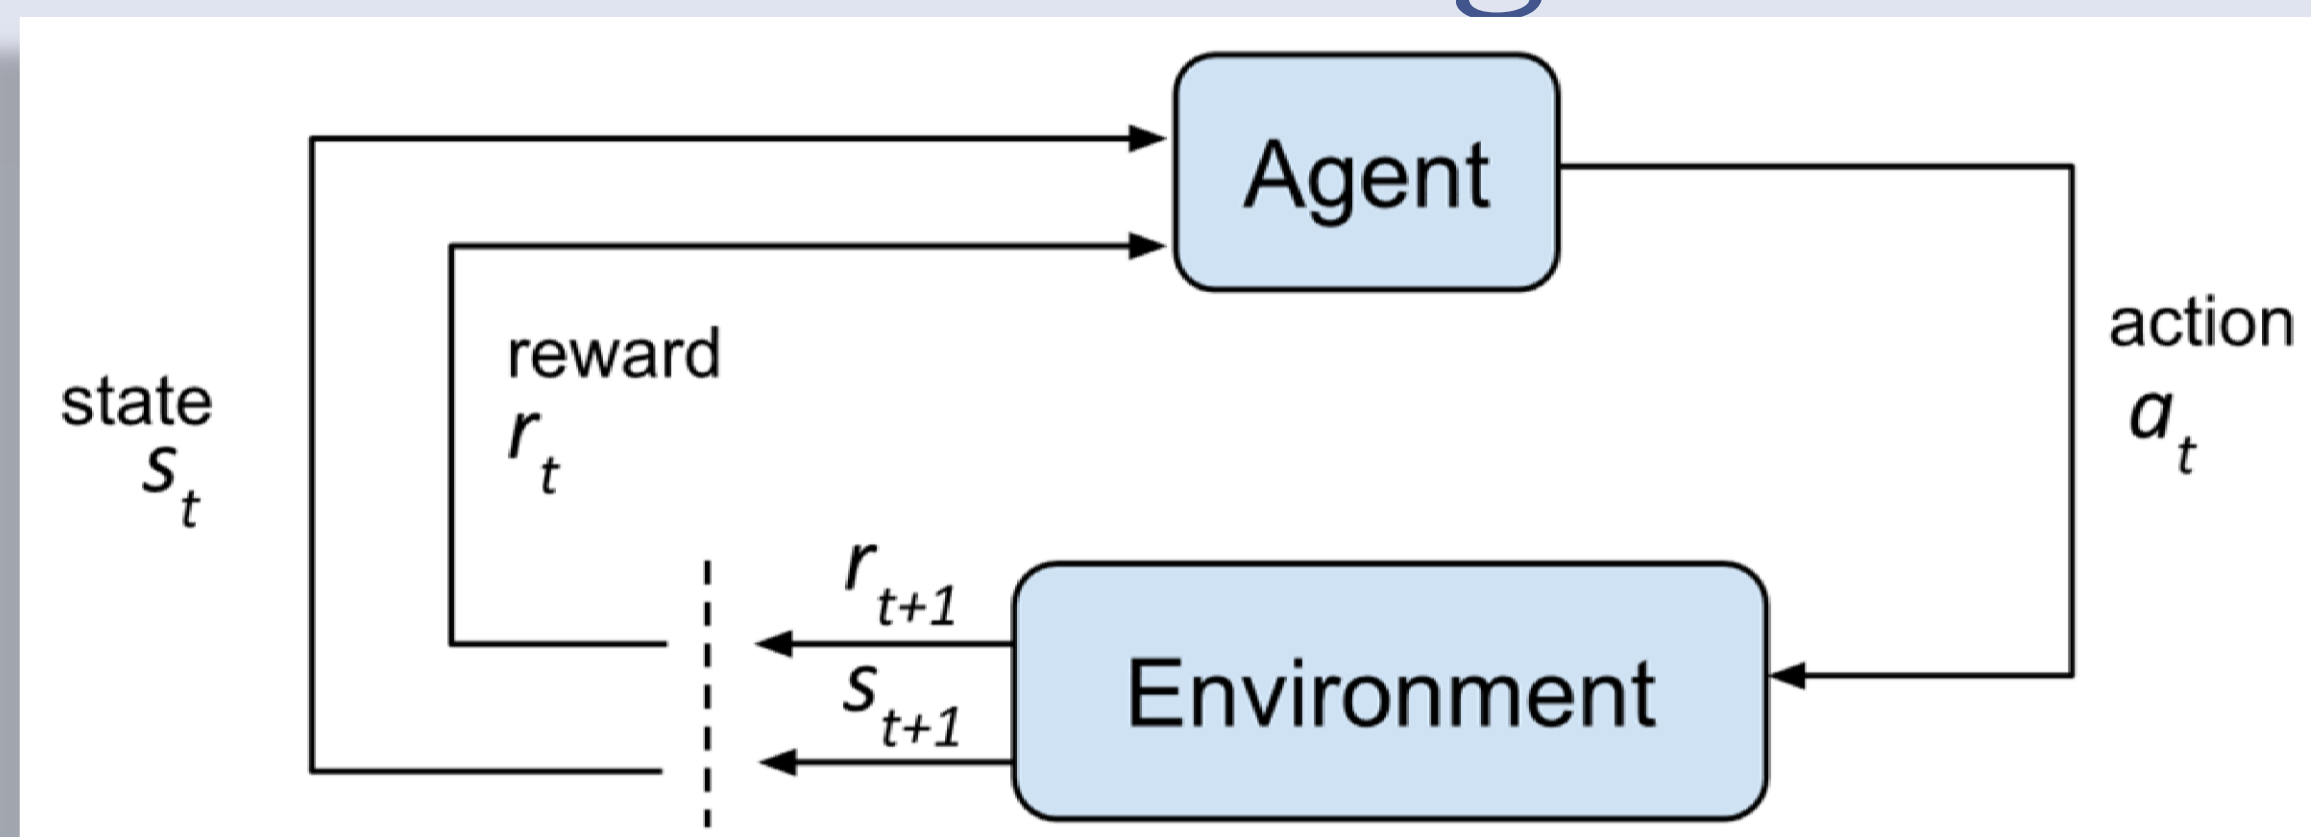 Agent
reward
r t
state
s t
action
a t
r t+1
s t+1
Environment